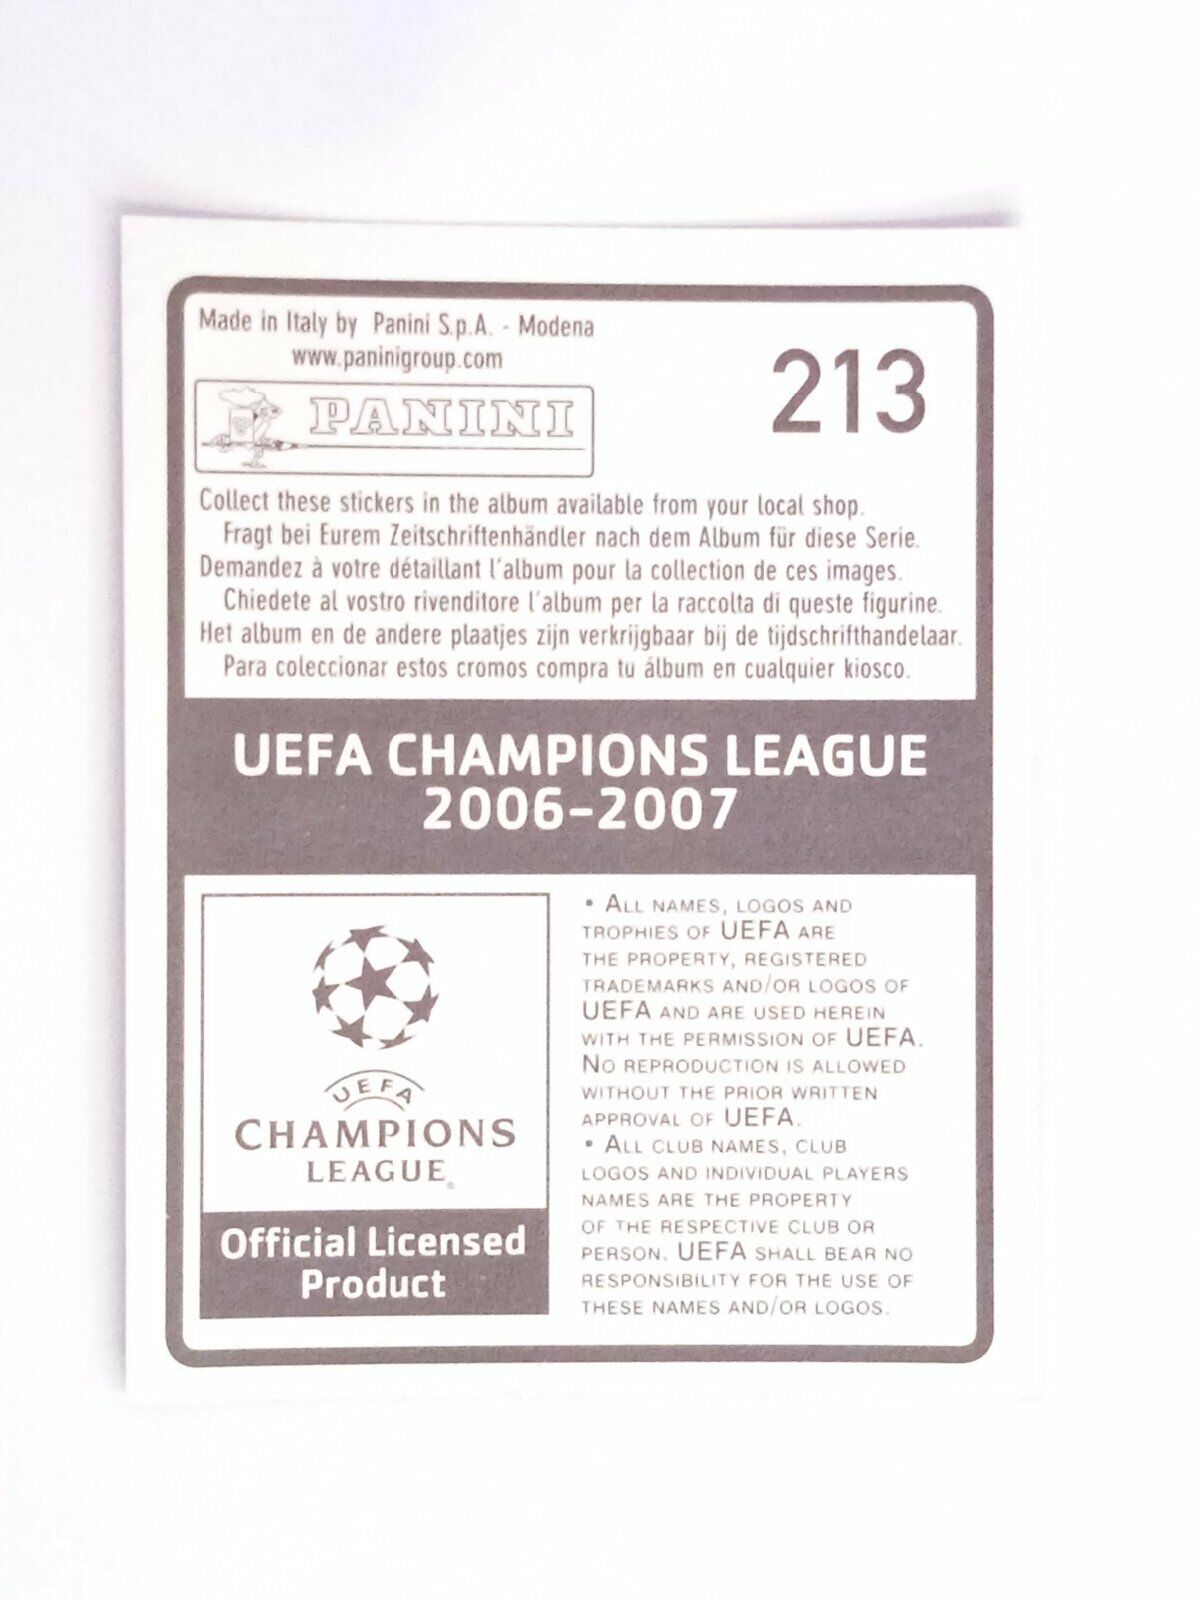 Made in Italy by Panini S.p.A. - Modena
www.paninigroup.com
213
PANINI
Collect these stickers in the album available from your local shop.
Fragt bei Eurem Zeitschriftenhändler nach dem Album für diese Serie.
Demandez à votre détaillant l'album pour la collection de ces images.
Chiedete al vostro rivenditore l'album per la raccolta di queste figurine.
Het album en de andere plaatjes zijn verkrijgbaar bij de tijdschrifthandelaar.
Para coleccionar estos cromos compra tu álbum en cualquier kiosco.
UEFA CHAMPIONS LEAGUE
2006-2007
UEFA
CHAMPIONS
LEAGUE®
Official Licensed
Product
• ALL NAMES, LOGOS AND
TROPHIES OF UEFA ARE
THE PROPERTY, REGISTERED
TRADEMARKS AND/OR LOGOS OF
UEFA AND ARE USED HEREIN
WITH THE PERMISSION OF UEFA.
NO REPRODUCTION IS ALLOWED
WITHOUT THE PRIOR WRITTEN
APPROVAL OF UEFA.
• ALL CLUB NAMES, CLUB
LOGOS AND INDIVIDUAL PLAYERS
NAMES ARE THE PROPERTY
OF THE RESPECTIVE CLUB OR
PERSON. UEFA SHALL BEAR NO
RESPONSIBILITY FOR THE USE OF
THESE NAMES AND/OR LOGOS.